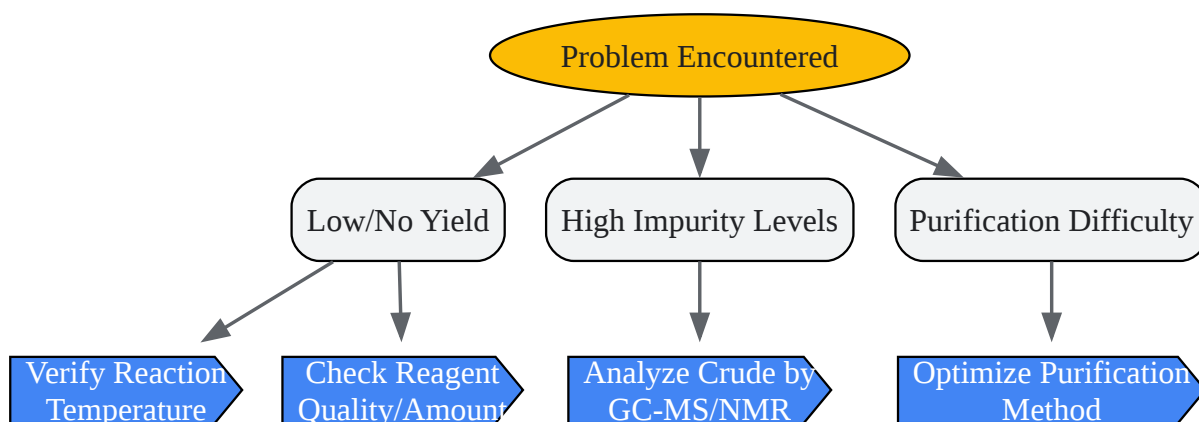 Problem Encountered
Low/No Yield
High Impurity Levels
Purification Difficulty
Verify Reaction
Temperature
Check Reagent
Quality/Amount
Analyze Crude by
GC-MS/NMR
Optimize Purification
Method